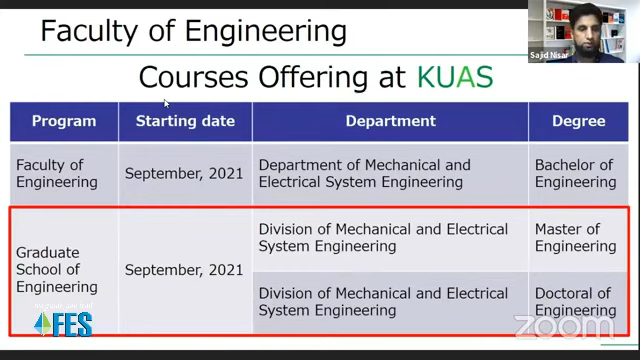 Faculty of Engineering
Courses Offering at KUAS
Sajid Nisar
Program Starting date Department Degree
Faculty of
Engineering
September, 2021
Department of Mechanical and
Electrical System Engineering
Bachelor of
Engineering
Graduate
School of
Engineering
September, 2021
Division of Mechanical and Electrical
System Engineering
Master of
Engineering
Division of Mechanical and Electrical
System Engineering
Doctoral of
Engineering
FES
zoom